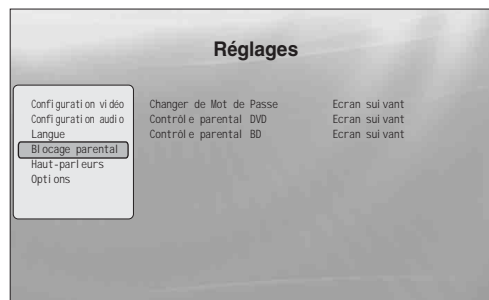 Réglages
Configuration vidéo
Configuration audio
Langue
Blocage parental
Haut-parleurs
Options
Changer de Mot de Passe Ecran suivant
Contrôle parental DVD Ecran suivant
Contrôle parental BD Ecran suivant